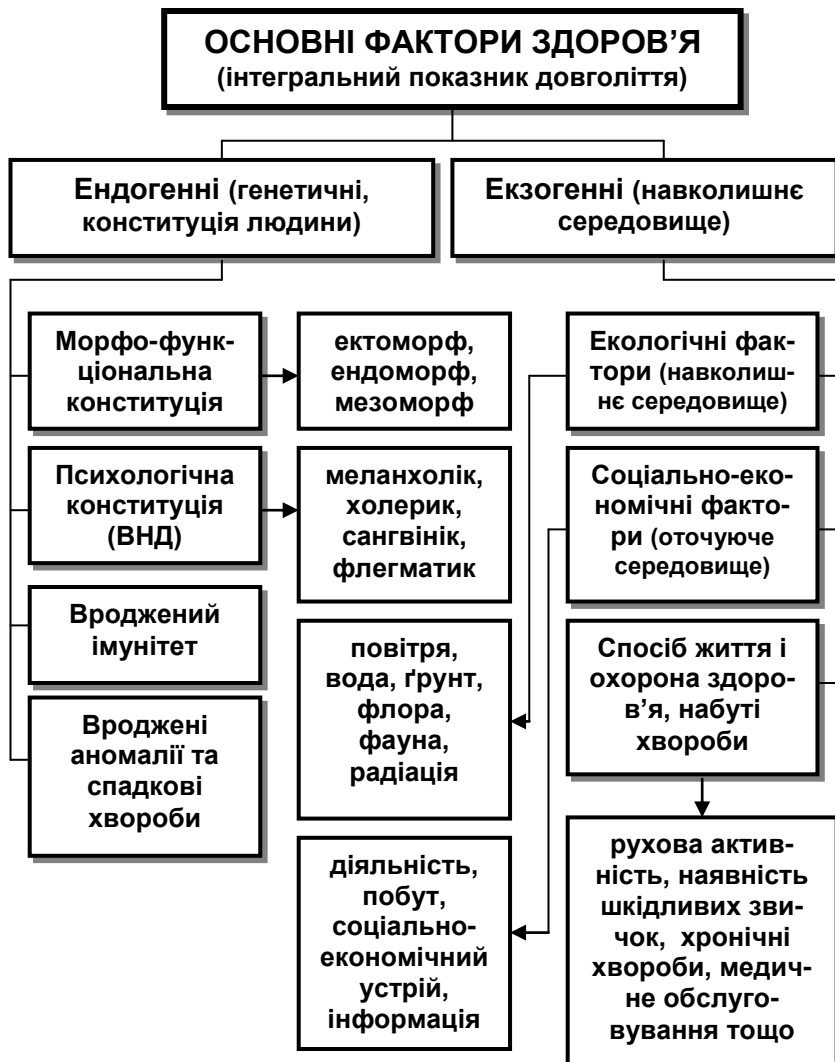 ОСНОВНІ ФАКТОРИ ЗДОРОВ’Я
(інтегральний показник довголіття)
Ендогенні (генетичні,
конституція людини)
Екзогенні (навколишнє
середовище)
Морфо-функ-
ціональна
конституція
ектоморф,
ендоморф,
мезоморф
Екологічні фак-
тори (навколиш-
нє середовище)
Психологічна
конституція
(ВНД)
меланхолік,
холерик,
сангвінік,
флегматик
Соціально-еко-
номічні факто-
ри (оточуюче
середовище)
Вроджений
імунітет
повітря,
вода, ґрунт,
флора,
фауна,
радіація
Спосіб життя і
охорона здоро-
в’я, набуті
хвороби
Вроджені
аномалії та
спадкові
хвороби
діяльність,
побут,
соціально-
економічний
устрій,
інформація
рухова актив-
ність, наявність
шкідливих зви-
чок, хронічні
хвороби, медич-
не обслуго-
вування тощо